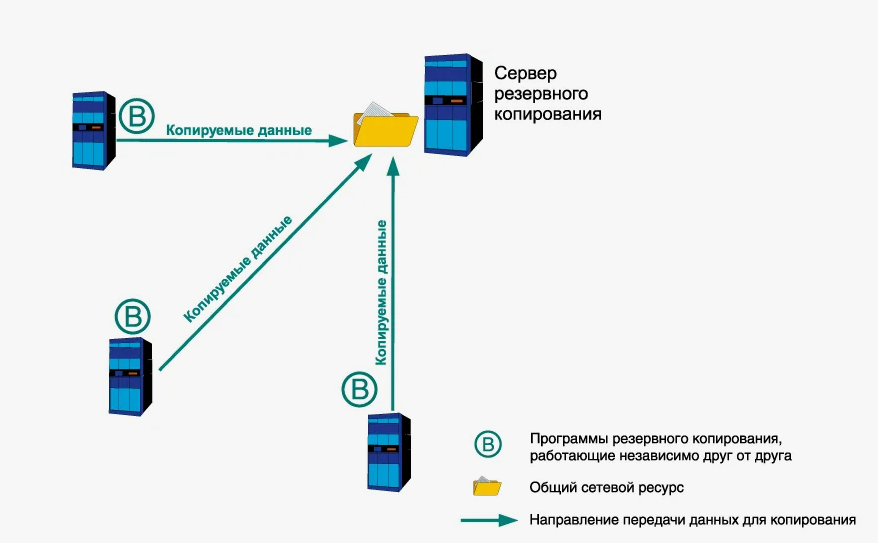 Сервер
резервного
копирования
В
Копируемые данные
Копируемые данные
Копируемые данные
В
В
В
Программы резервного копирования,
работающие независимо друг от друга
Общий сетевой ресурс
Направление передачи данных для копирования